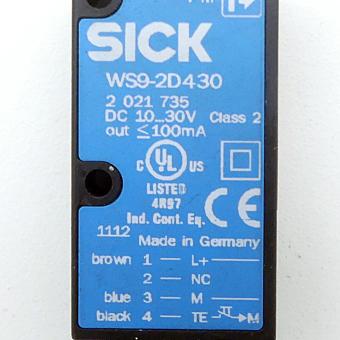 SICK
WS9-2D430
2 021 735
DC 10...30V Class 2
out ≤100mA
C UL US
LISTED
4R97
Ind. Cont. Eq.
CE
1112 Made in Germany
brown 1 L+
2 NC
blue 3 M
black 4 TE M